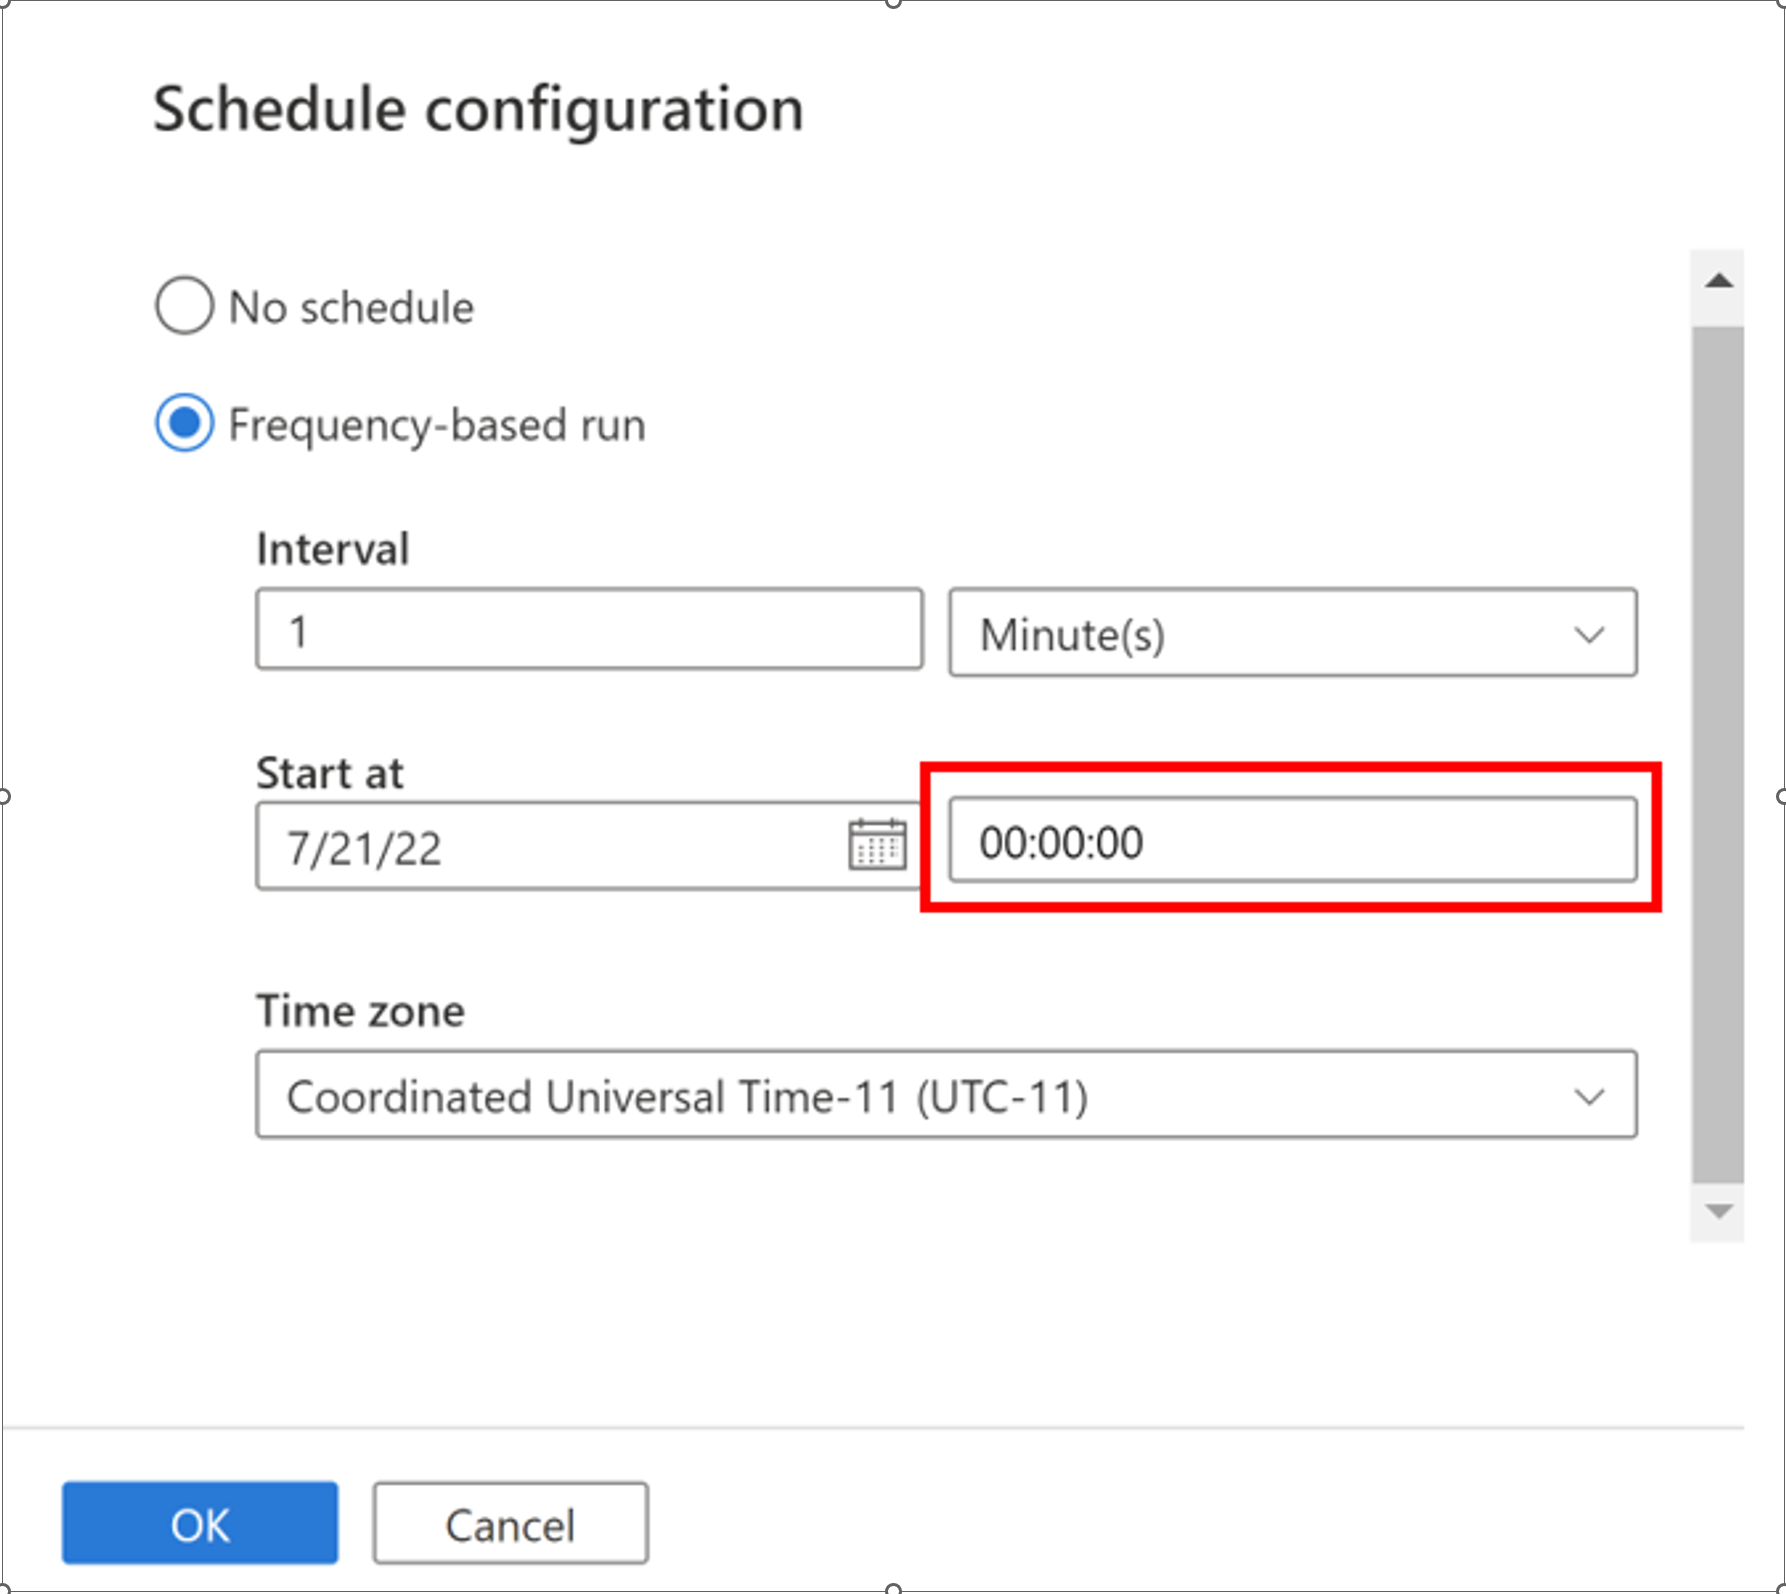 Schedule configuration
No schedule
Frequency-based run
Interval
1 Minute(s)
Start at
7/21/22 00:00:00
Time zone
Coordinated Universal Time-11 (UTC-11)
OK Cancel